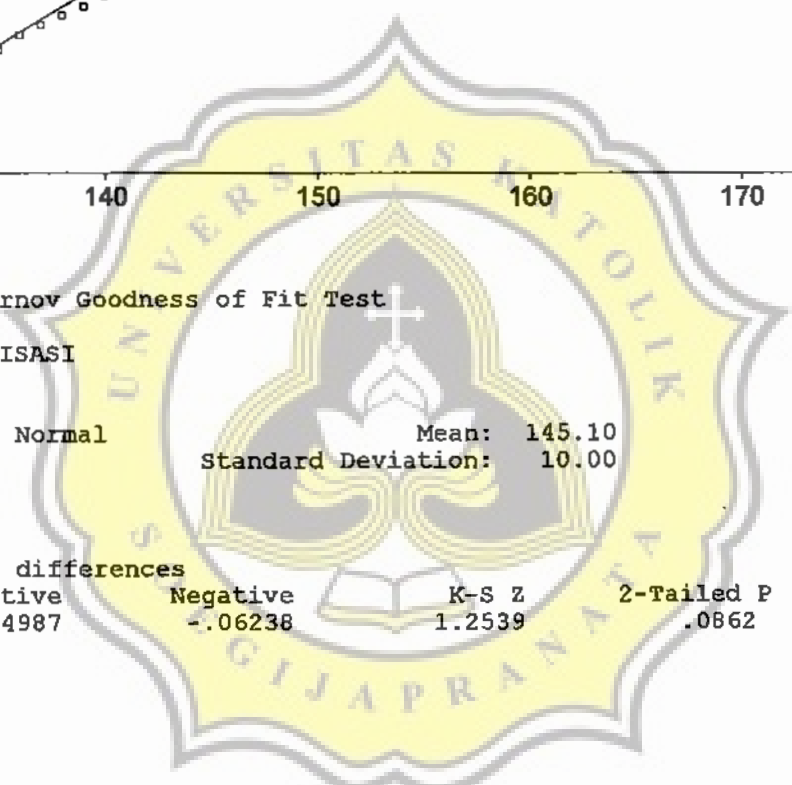 140 150 160 170
rnov Goodness of Fit Test
ISASI
Normal Mean: 145.10
Standard Deviation: 10.00
differences
tive Negative K-S Z 2-Tailed P
4987 -.06238 1.2539 .0862
UNIVERSITAS KATOLIK
SOEGIJAPRANATA